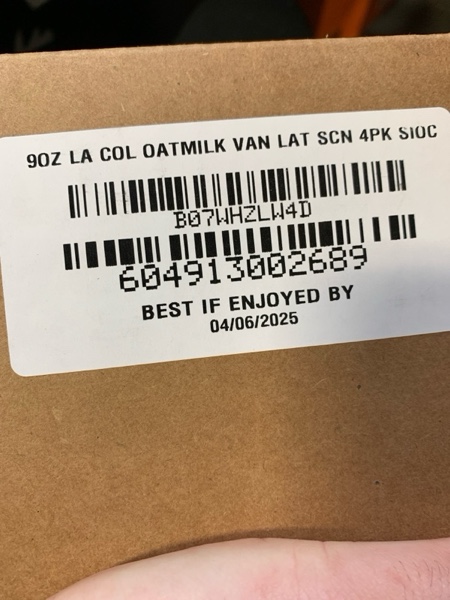 9OZ LA COL OATMILK VAN LAT SCN 4PK SIOC
B07WHZLW4D
604913002689
BEST IF ENJOYED BY
04/06/2025